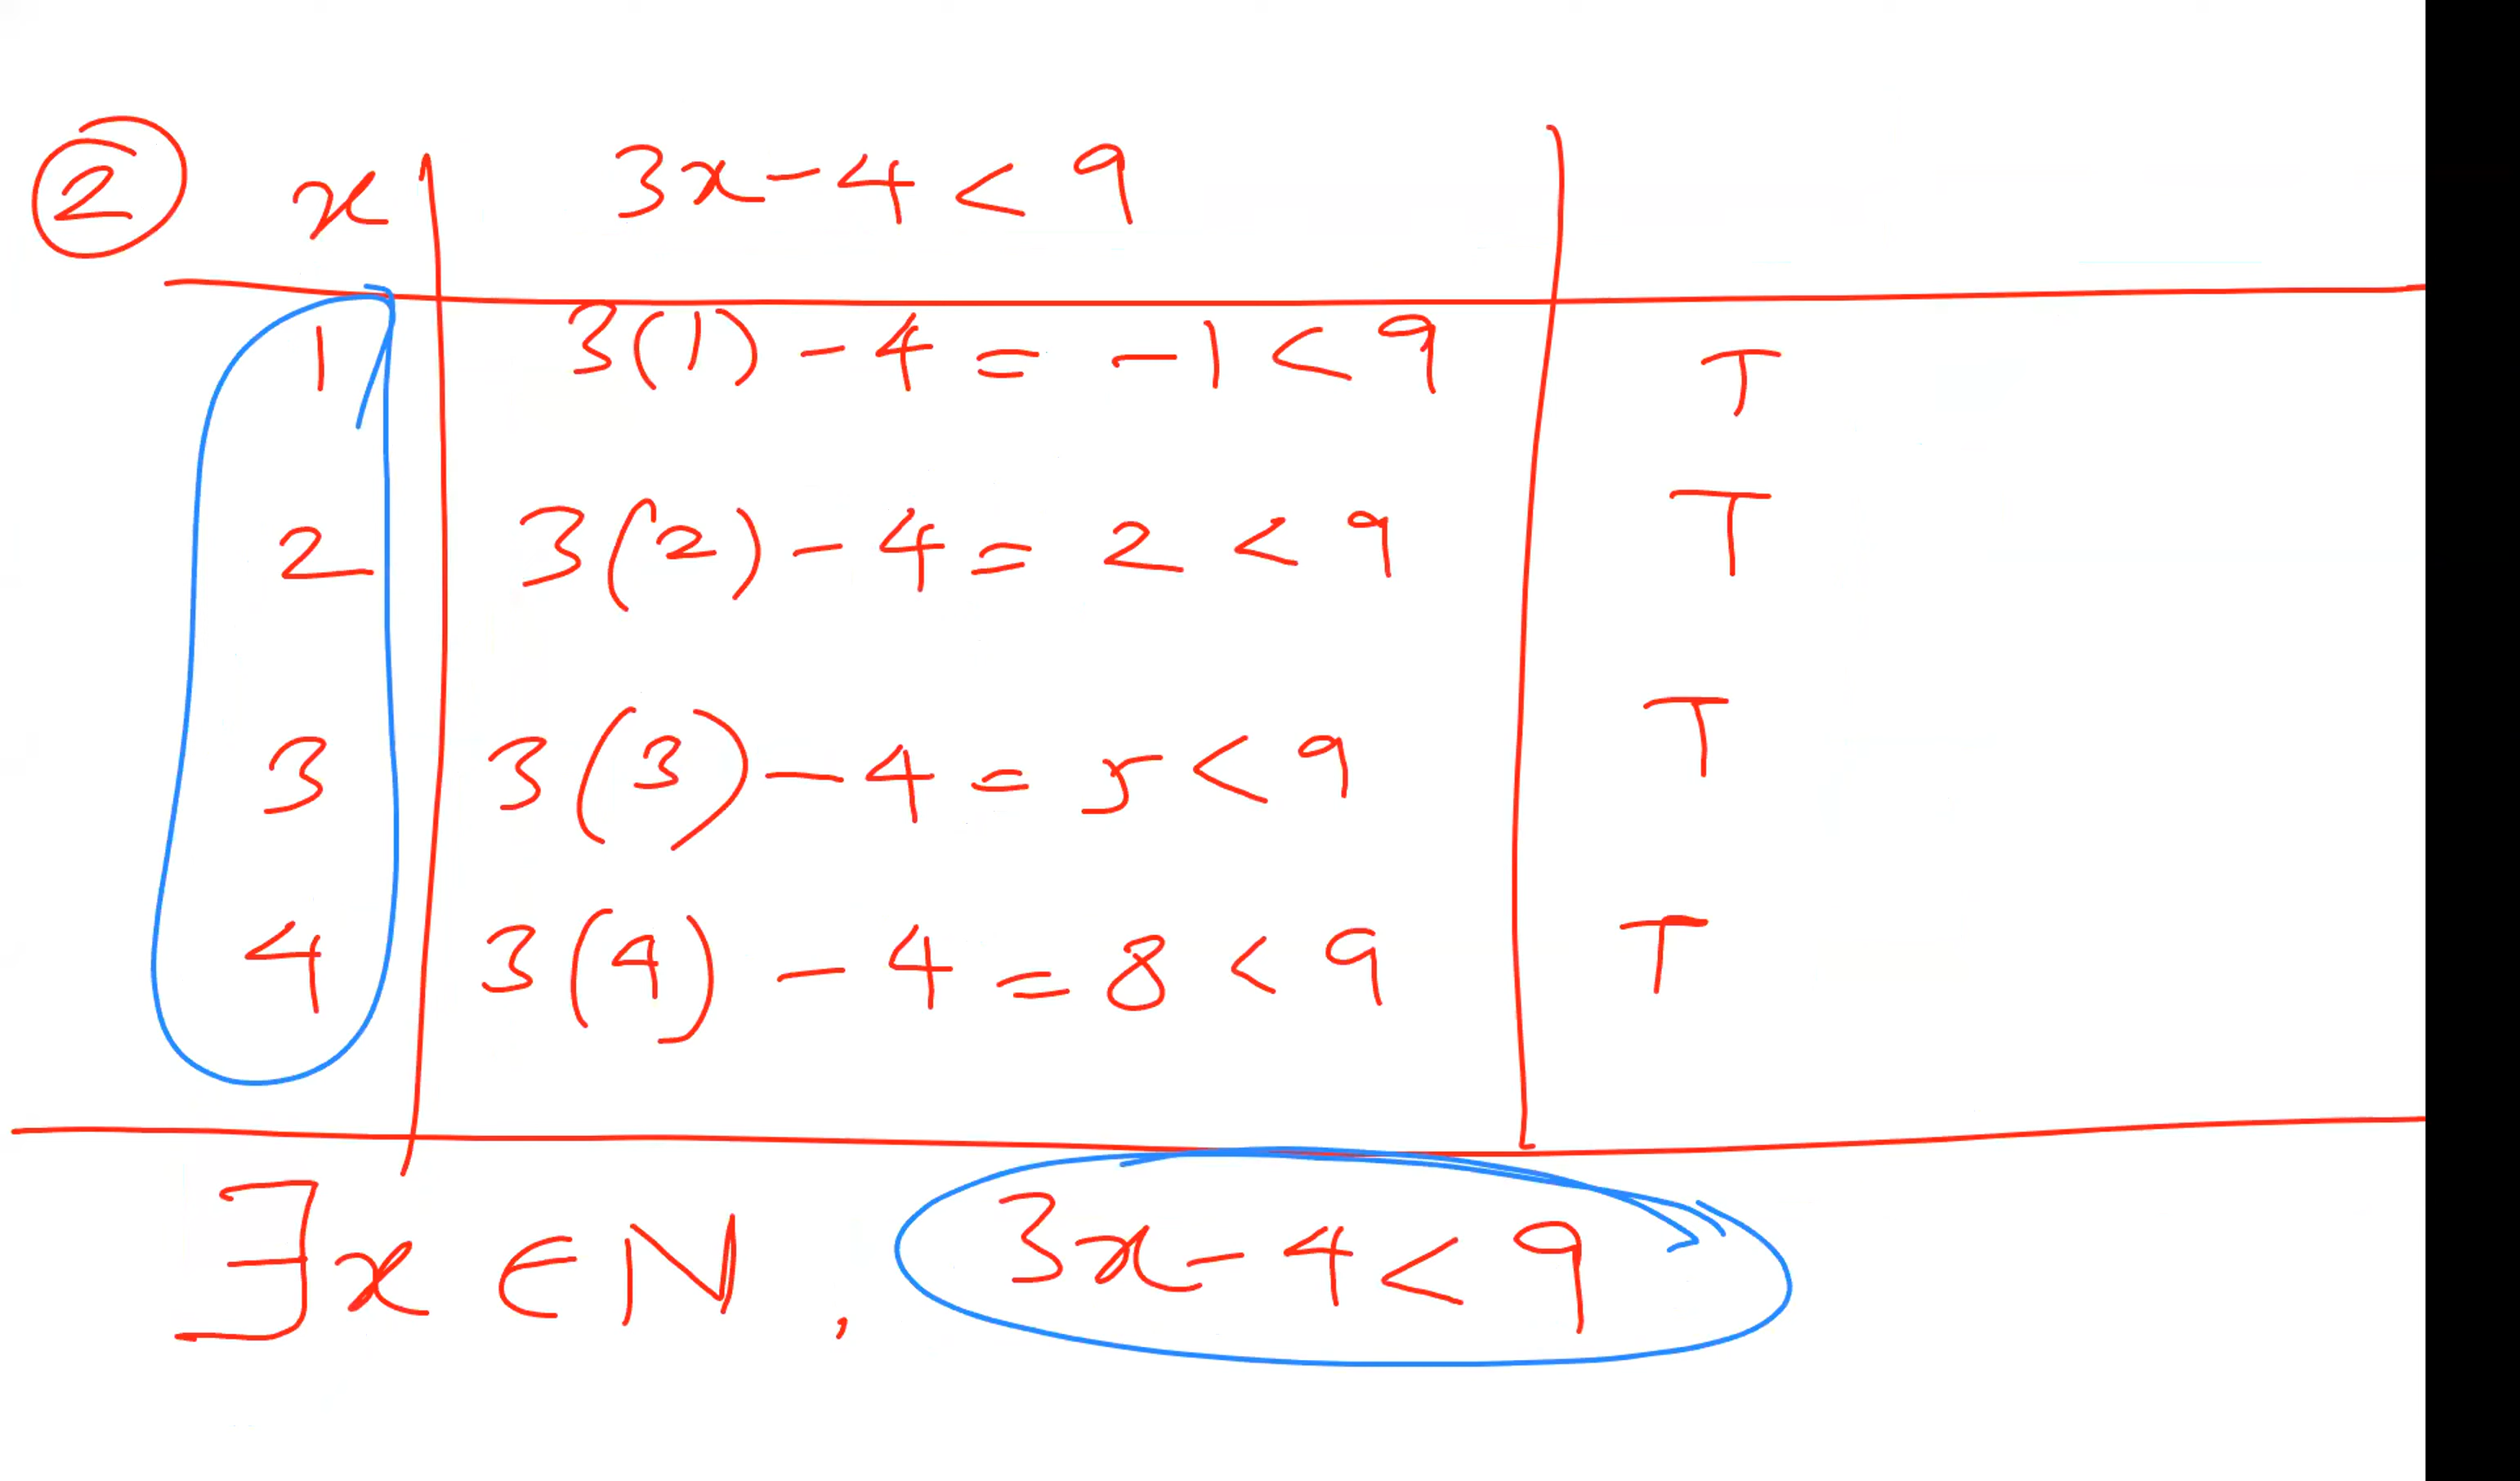 ② x 3x-4<9
1 3(1)-4=-1<9 T
2 3(2)-4=2<9 T
3 3(3)-4=5<9 T
4 3(4)-4=8<9 T
∃x∈N, 3x-4<9